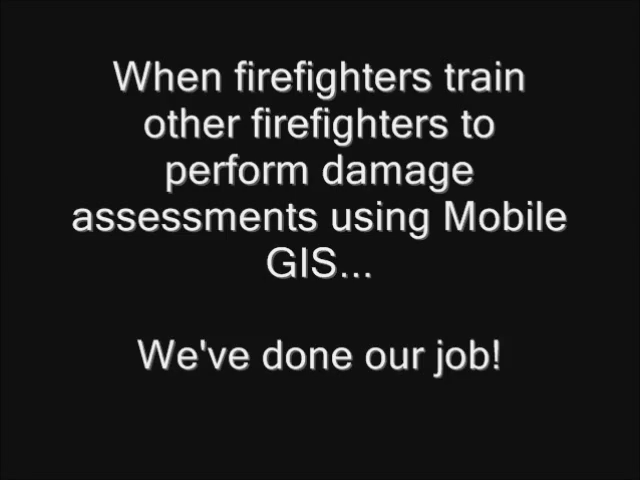 When firefighters train
other firefighters to
perform damage
assessments using Mobile
GIS...
We've done our job!